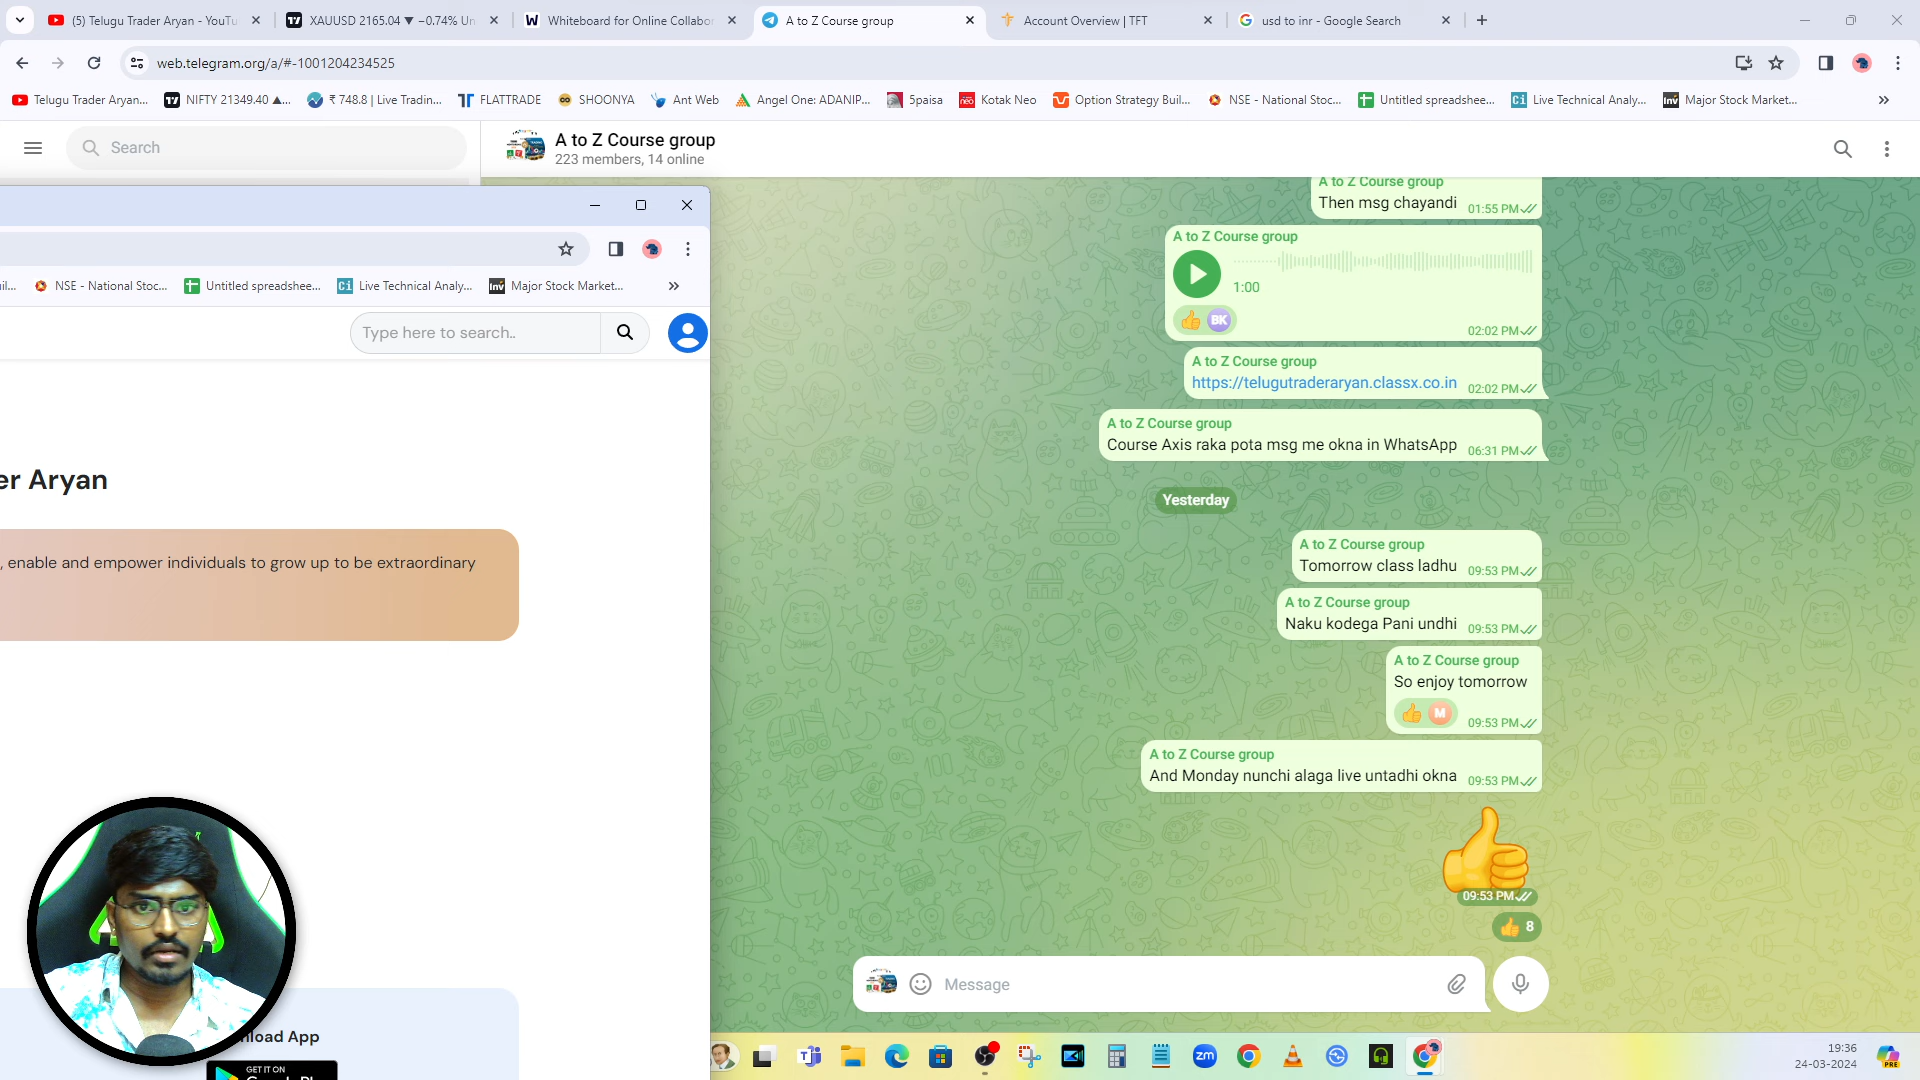 (5) Telugu Trader Aryan - YouTu
XAUUSD 2165.04 ▼ −0.74% Un
Whiteboard for Online Collabor
A to Z Course group
Account Overview | TFT
usd to inr - Google Search
web.telegram.org/a/#-1001204234525
Telugu Trader Aryan...
NIFTY 21349.40 ▲...
₹ 748.8 | Live Tradin...
FLATTRADE
SHOONYA
Ant Web
Angel One: ADANIP...
5paisa
Kotak Neo
Option Strategy Buil...
NSE - National Stoc...
Untitled spreadshee...
Live Technical Analy...
Major Stock Market...
Search
A to Z Course group
223 members, 14 online
A to Z Course group
Then msg chayandi 01:55 PM
A to Z Course group
1:00
BK
02:02 PM
A to Z Course group
https://telugutraderaryan.classx.co.in 02:02 PM
A to Z Course group
Course Axis raka pota msg me okna in WhatsApp 06:31 PM
Yesterday
A to Z Course group
Tomorrow class ladhu 09:53 PM
A to Z Course group
Naku kodega Pani undhi 09:53 PM
A to Z Course group
So enjoy tomorrow
M
09:53 PM
A to Z Course group
And Monday nunchi alaga live untadhi okna 09:53 PM
09:53 PM
8
Message
il...
NSE - National Stoc...
Untitled spreadshee...
Live Technical Analy...
Major Stock Market...
Type here to search..
er Aryan
, enable and empower individuals to grow up to be extraordinary
nload App
GET IT ON
19:36
24-03-2024